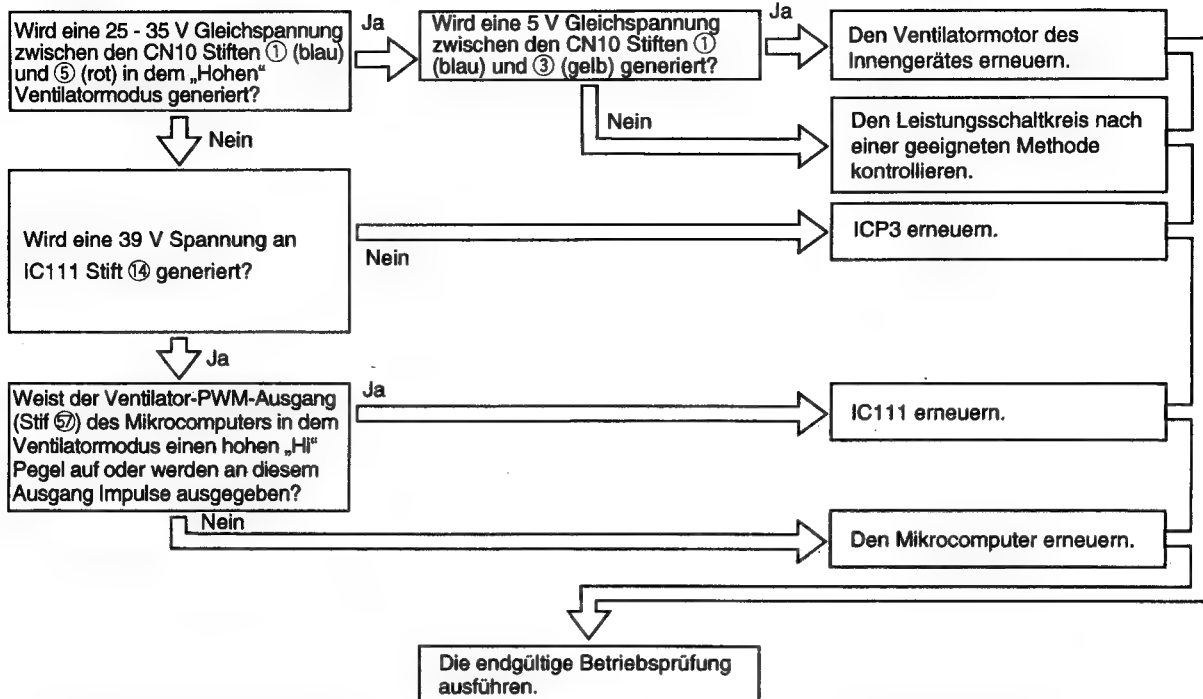 Wird eine 25 - 35 V Gleichspannung
zwischen den CN10 Stiften ① (blau)
und ⑤ (rot) in dem „Hohen“
Ventilatormodus generiert?
Ja
Wird eine 5 V Gleichspannung
zwischen den CN10 Stiften ①
(blau) und ③ (gelb) generiert?
Ja
Den Ventilatormotor des
Innengerätes erneuern.
Nein
Nein
Den Leistungsschaltkreis nach
einer geeigneten Methode
kontrollieren.
Wird eine 39 V Spannung an
IC111 Stift ⑭ generiert?
Nein
ICP3 erneuern.
Ja
Weist der Ventilator-PWM-Ausgang
(Stif ㊼) des Mikrocomputers in dem
Ventilatormodus einen hohen „Hi“
Pegel auf oder werden an diesem
Ausgang Impulse ausgegeben?
Ja
IC111 erneuern.
Nein
Den Mikrocomputer erneuern.
Die endgültige Betriebsprüfung
ausführen.